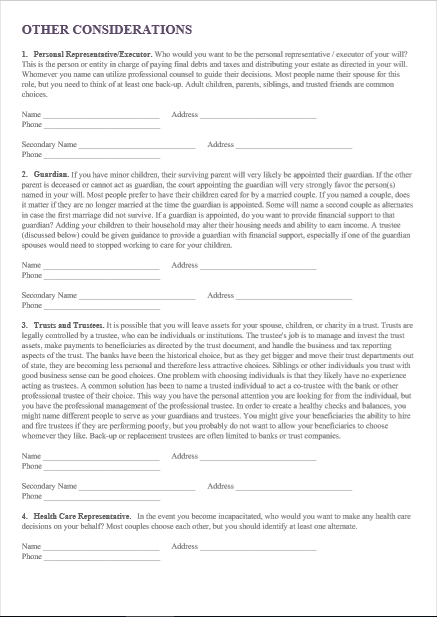 OTHER CONSIDERATIONS
1. Personal Representative/Executor. Who would you want to be the personal representative / executor of your will?
This is the person or entity in charge of paying final debts and taxes and distributing your estate as directed in your will.
Whomever you name can utilize professional counsel to guide their decisions. Most people name their spouse for this
role, but you need to think of at least one back-up. Adult children, parents, siblings, and trusted friends are common
choices.
Name ______________________________ Address ______________________________
Phone ______________________________
Secondary Name ______________________________ Address ______________________________
Phone ______________________________
2. Guardian. If you have minor children, their surviving parent will very likely be appointed their guardian. If the other
parent is deceased or cannot act as guardian, the court appointing the guardian will very strongly favor the person(s)
named in your will. Most people prefer to have their children cared for by a married couple. If you named a couple, does
it matter if they are no longer married at the time the guardian is appointed. Some will name a second couple as alternates
in case the first marriage did not survive. If a guardian is appointed, do you want to provide financial support to that
guardian? Adding your children to their household may alter their housing needs and ability to earn income. A trustee
(discussed below) could be given guidance to provide a guardian with financial support, especially if one of the guardian
spouses would need to stopped working to care for your children.
Name ______________________________ Address ______________________________
Phone ______________________________
Secondary Name ______________________________ Address ______________________________
Phone ______________________________
3. Trusts and Trustees. It is possible that you will leave assets for your spouse, children, or charity in a trust. Trusts are
legally controlled by a trustee, who can be individuals or institutions. The trustee's job is to manage and invest the trust
assets, make payments to beneficiaries as directed by the trust document, and handle the business and tax reporting
aspects of the trust. The banks have been the historical choice, but as they get bigger and move their trust departments out
of state, they are becoming less personal and therefore less attractive choices. Siblings or other individuals you trust with
good business sense can be good choices. One problem with choosing individuals is that they likely have no experience
acting as trustees. A common solution has been to name a trusted individual to act a co-trustee with the bank or other
professional trustee of their choice. This way you have the personal attention you are looking for from the individual, but
you have the professional management of the professional trustee. In order to create a healthy checks and balances, you
might name different people to serve as guardians and trustees. You might give your beneficiaries the ability to hire
and fire trustees if they are performing poorly, but you probably do not want to allow your beneficiaries to choose
whomever they like. Back-up or replacement trustees are often limited to banks or trust companies.
Name ______________________________ Address ______________________________
Phone ______________________________
Secondary Name ______________________________ Address ______________________________
Phone ______________________________
4. Health Care Representative. In the event you become incapacitated, who would you want to make any health care
decisions on your behalf? Most couples choose each other, but you should identify at least one alternate.
Name ______________________________ Address ______________________________
Phone ______________________________